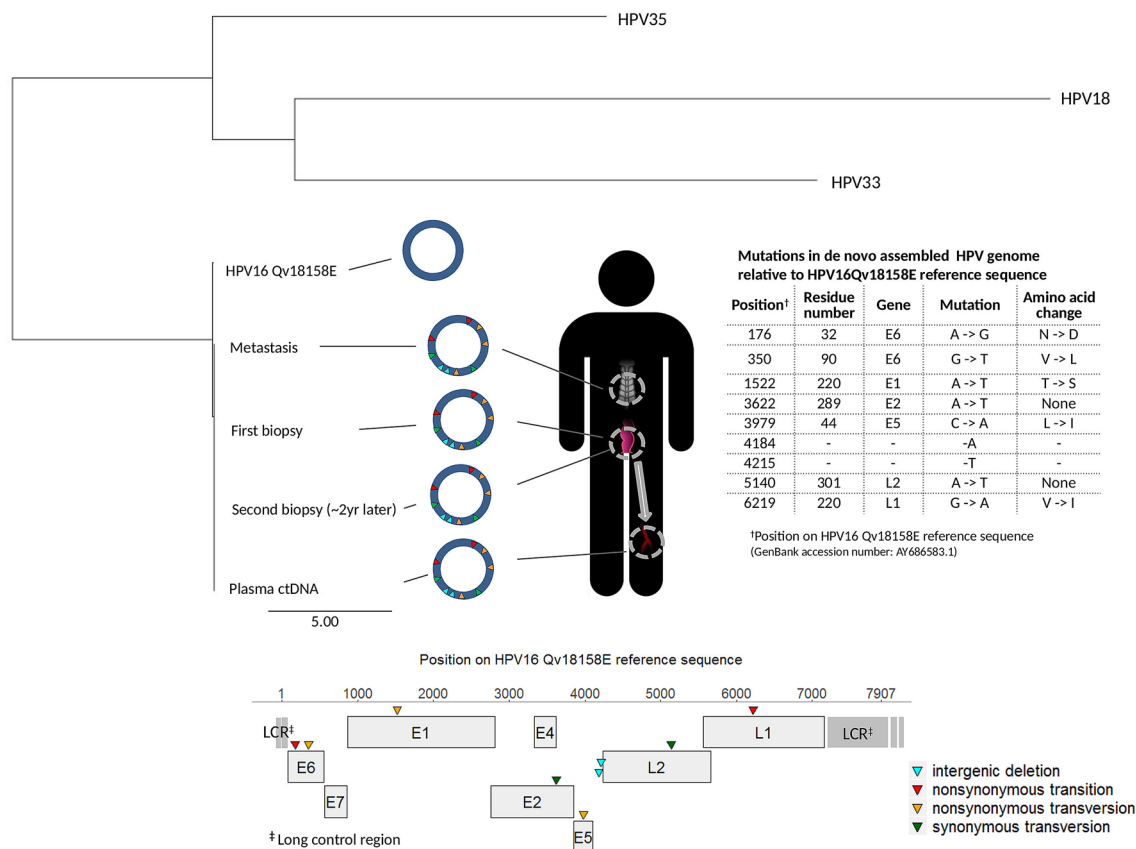 HPV35
HPV18
HPV33
HPV16 Qv18158E
Metastasis
First biopsy
Second biopsy (~2yr later)
Plasma ctDNA
5.00
Mutations in de novo assembled HPV genome
relative to HPV16Qv18158E reference sequence
Position† Residue number Gene Mutation Amino acid change
176 32 E6 A -> G N -> D
350 90 E6 G -> T V -> L
1522 220 E1 A -> T T -> S
3622 289 E2 A -> T None
3979 44 E5 C -> A L -> I
4184 - - -A -
4215 - - -T -
5140 301 L2 A -> T None
6219 220 L1 G -> A V -> I
†Position on HPV16 Qv18158E reference sequence
(GenBank accession number: AY686583.1)
Position on HPV16 Qv18158E reference sequence
1 1000 2000 3000 4000 5000 6000 7000 7907
LCR‡ E1 E4 L1 LCR‡
E6 L2
E7 E2
E5
‡Long control region
intergenic deletion
nonsynonymous transition
nonsynonymous transversion
synonymous transversion